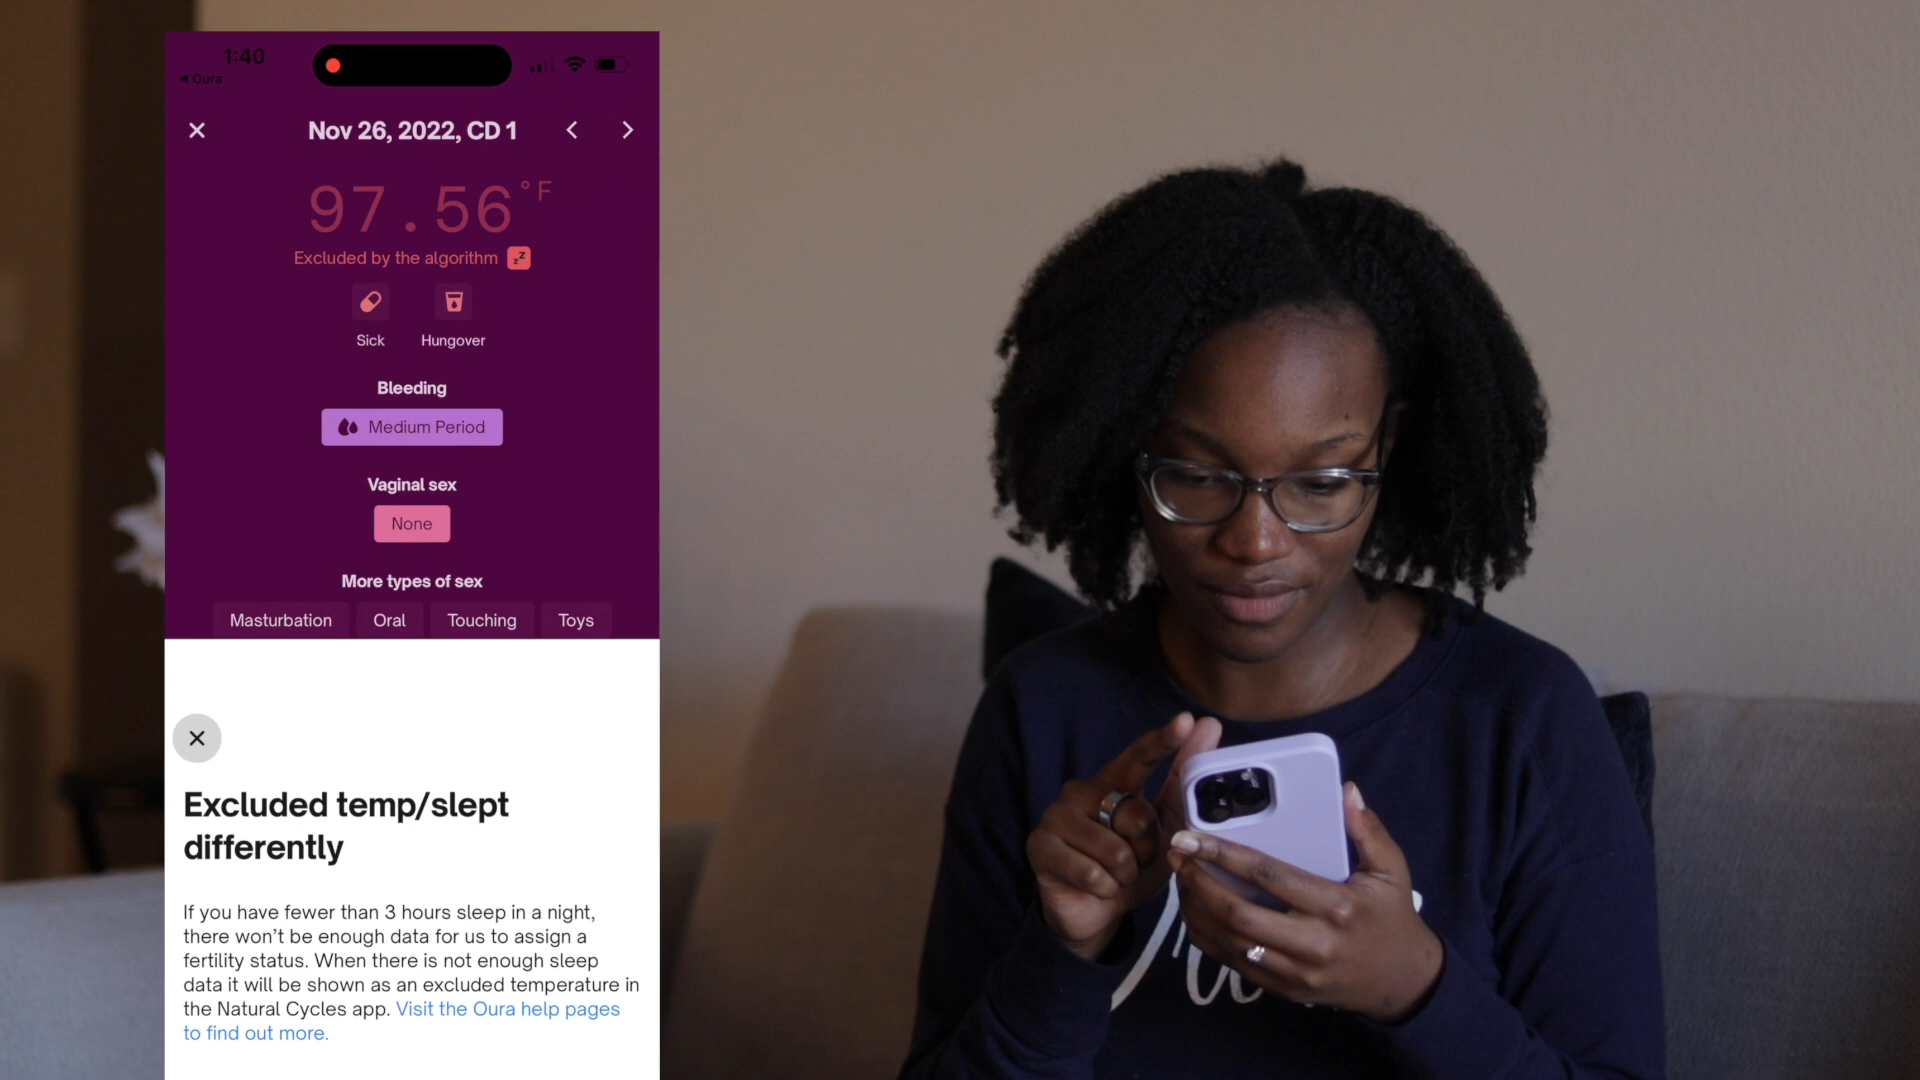 1:40
◀ Oura
Nov 26, 2022, CD 1
97.56°F
Excluded by the algorithm
Sick
Hungover
Bleeding
Medium Period
Vaginal sex
None
More types of sex
Masturbation Oral Touching Toys
Excluded temp/slept
differently
If you have fewer than 3 hours sleep in a night,
there won’t be enough data for us to assign a
fertility status. When there is not enough sleep
data it will be shown as an excluded temperature in
the Natural Cycles app. Visit the Oura help pages
to find out more.